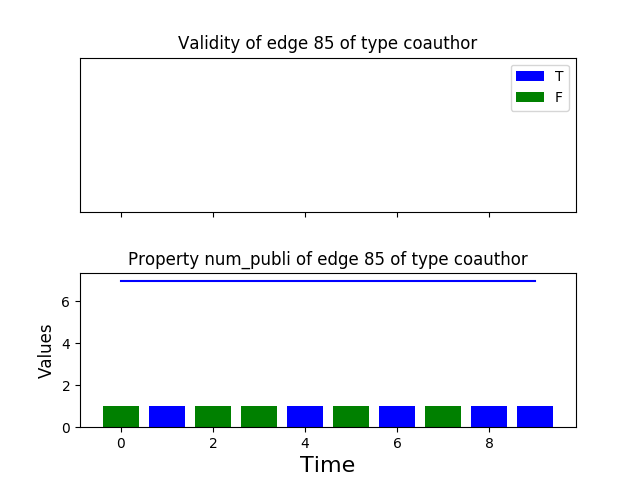 Validity of edge 85 of type coauthor
T
F
Property num_publi of edge 85 of type coauthor
6
4
2
0
Values
0 2 4 6 8
Time